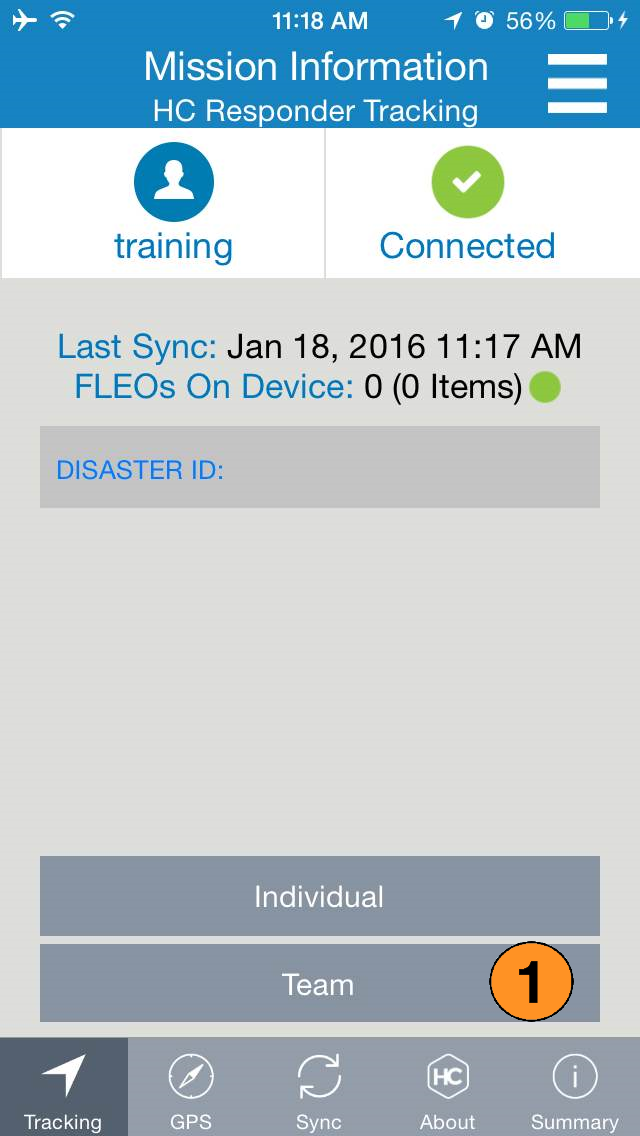 11:18 AM
56%
Mission Information
HC Responder Tracking
training
Connected
Last Sync: Jan 18, 2016 11:17 AM
FLEOs On Device: 0 (0 Items)
DISASTER ID:
Individual
Team
1
HC
Tracking
GPS
Sync
About
Summary